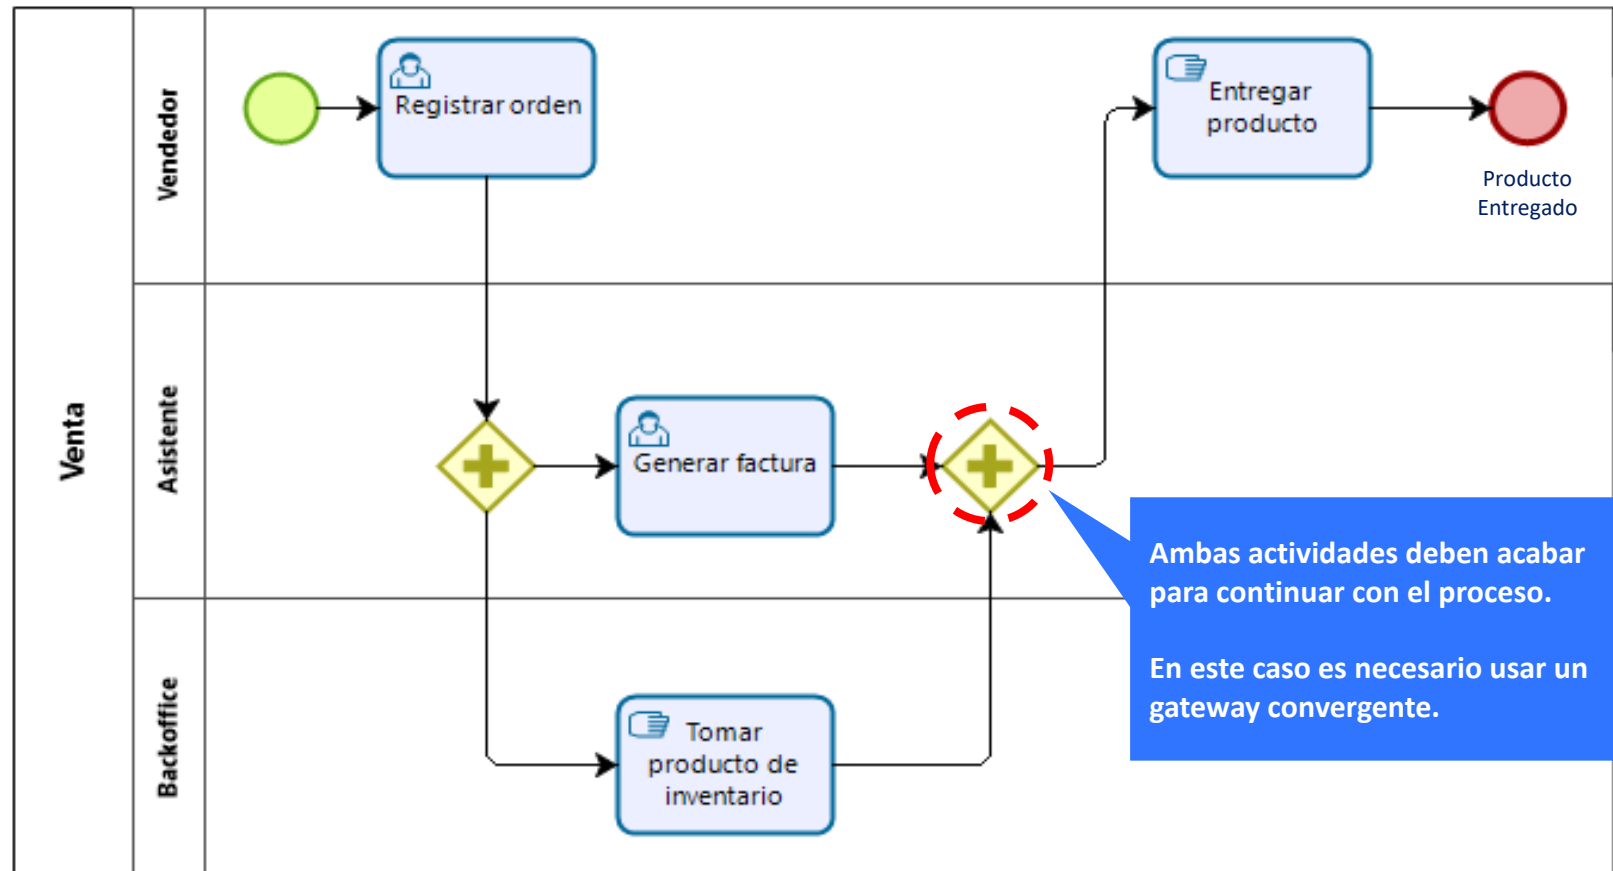 Venta
Vendedor
Registrar orden
Entregar
producto
Producto
Entregado
Asistente
Generar factura
Ambas actividades deben acabar
para continuar con el proceso.
En este caso es necesario usar un
gateway convergente.
Backoffice
Tomar
producto de
inventario